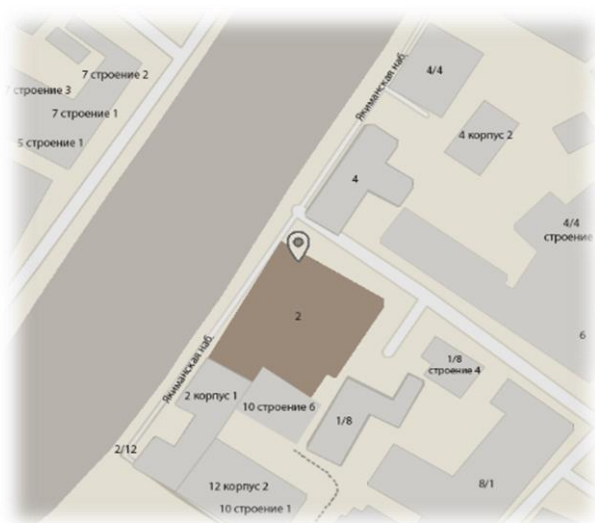 4/4
7 строение 2
7 строение 3
Якиманская наб.
7 строение 1
4 корпус 2
5 строение 1
4
4/4
строение
2
6
1/8
строение 4
Якиманская наб.
2 корпус 1
10 строение 6
1/8
2/12
8/1
12 корпус 2
10 строение 1